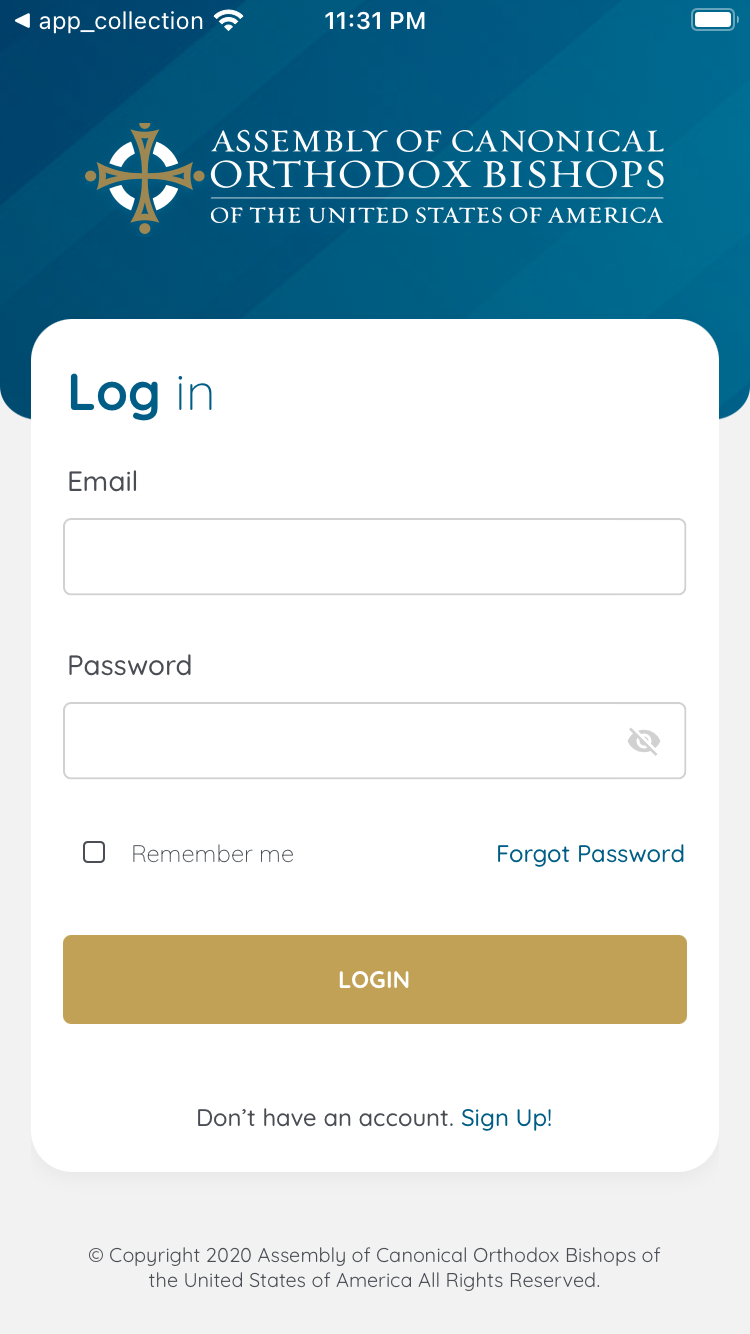 app_collection 11:31 PM
ASSEMBLY OF CANONICAL
ORTHODOX BISHOPS
OF THE UNITED STATES OF AMERICA
Log in
Email
Password
Remember me Forgot Password
LOGIN
Don’t have an account. Sign Up!
© Copyright 2020 Assembly of Canonical Orthodox Bishops of
the United States of America All Rights Reserved.